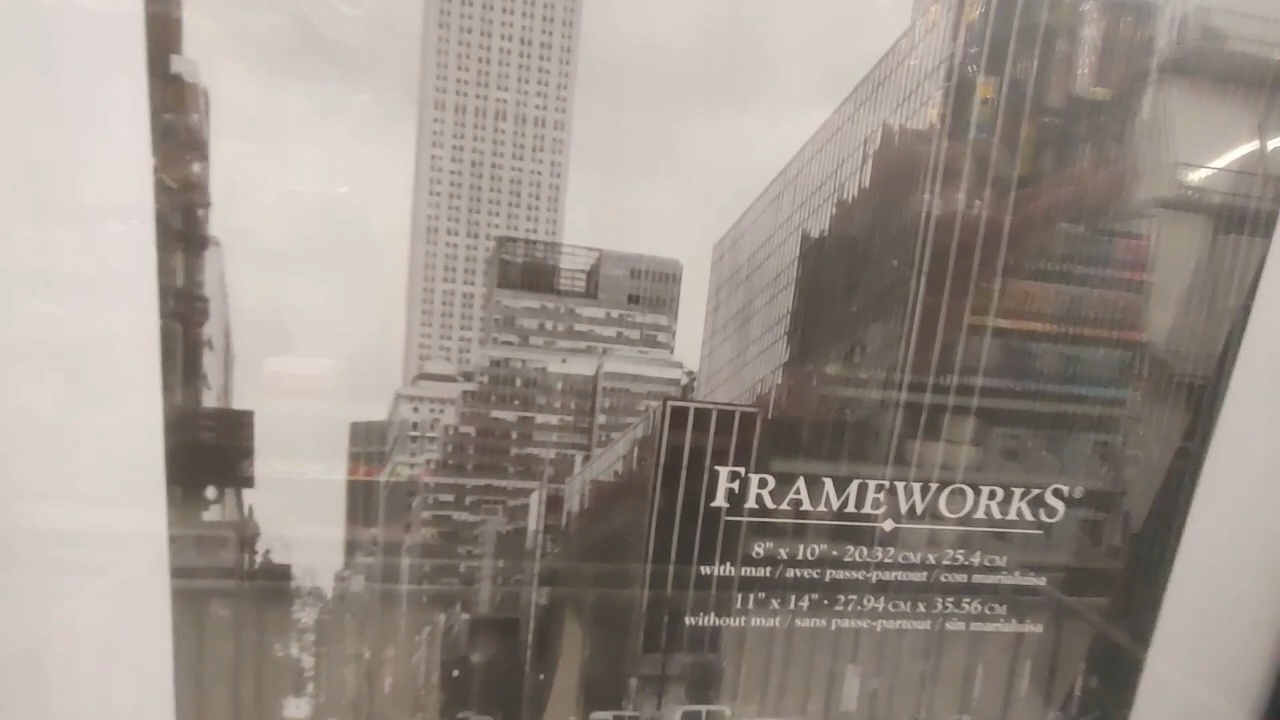 FRAMEWORKS®
8" x 10" • 20.32 CM x 25.4 CM
with mat / avec passe-partout / con marialuisa
11" x 14" • 27.94 CM x 35.56 CM
without mat / sans passe-partout / sin marialuisa